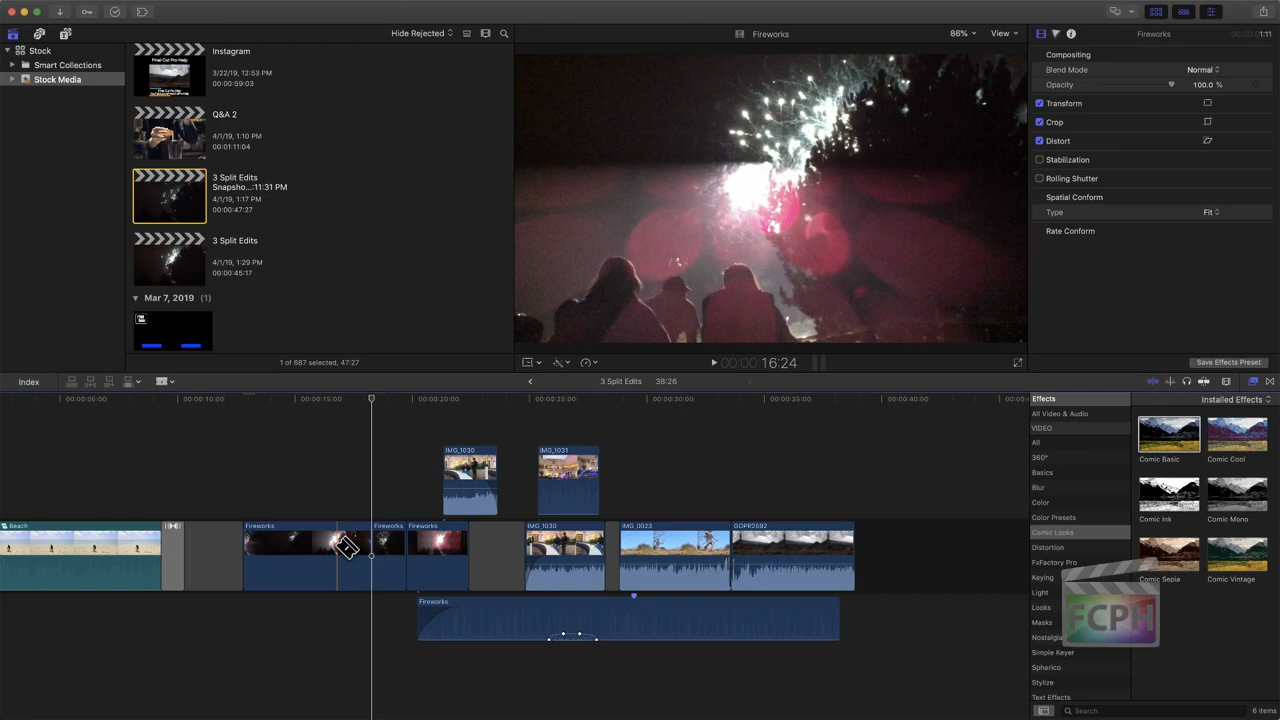 Hide Rejected
Fireworks
86%
View
Fireworks
1:11
Stock
Smart Collections
Stock Media
Instagram
3/22/19, 12:53 PM
00:00:59:03
Final Cut Pro Help
Q&A 2
4/1/19, 1:10 PM
00:01:11:04
3 Split Edits
Snapsho...:11:31 PM
4/1/19, 1:17 PM
00:00:47:27
3 Split Edits
4/1/19, 1:29 PM
00:00:45:17
Mar 7, 2019 (1)
1 of 687 selected, 47:27
00:00:00:16:24
Compositing
Blend Mode Normal
Opacity 100.0 %
Transform
Crop
Distort
Stabilization
Rolling Shutter
Spatial Conform
Type Fit
Rate Conform
Save Effects Preset
Index
3 Split Edits 38:26
00:00:05:00
00:00:10:00
00:00:15:00
00:00:20:00
00:00:25:00
00:00:30:00
00:00:35:00
00:00:40:00
IMG_1030
IMG_1031
Beach
Fireworks
Fireworks
Fireworks
IMG_1030
IMG_0023
GOPR2592
Fireworks
Effects
Installed Effects
All Video & Audio
VIDEO
All
360°
Basics
Blur
Color
Color Presets
Comic Looks
Distortion
FxFactory Pro
Keying
Light
Looks
Masks
Nostalgia
Simple Keyer
Spherico
Stylize
Text Effects
Comic Basic
Comic Cool
Comic Ink
Comic Mono
Comic Sepia
Comic Vintage
FCPH
Search
6 items